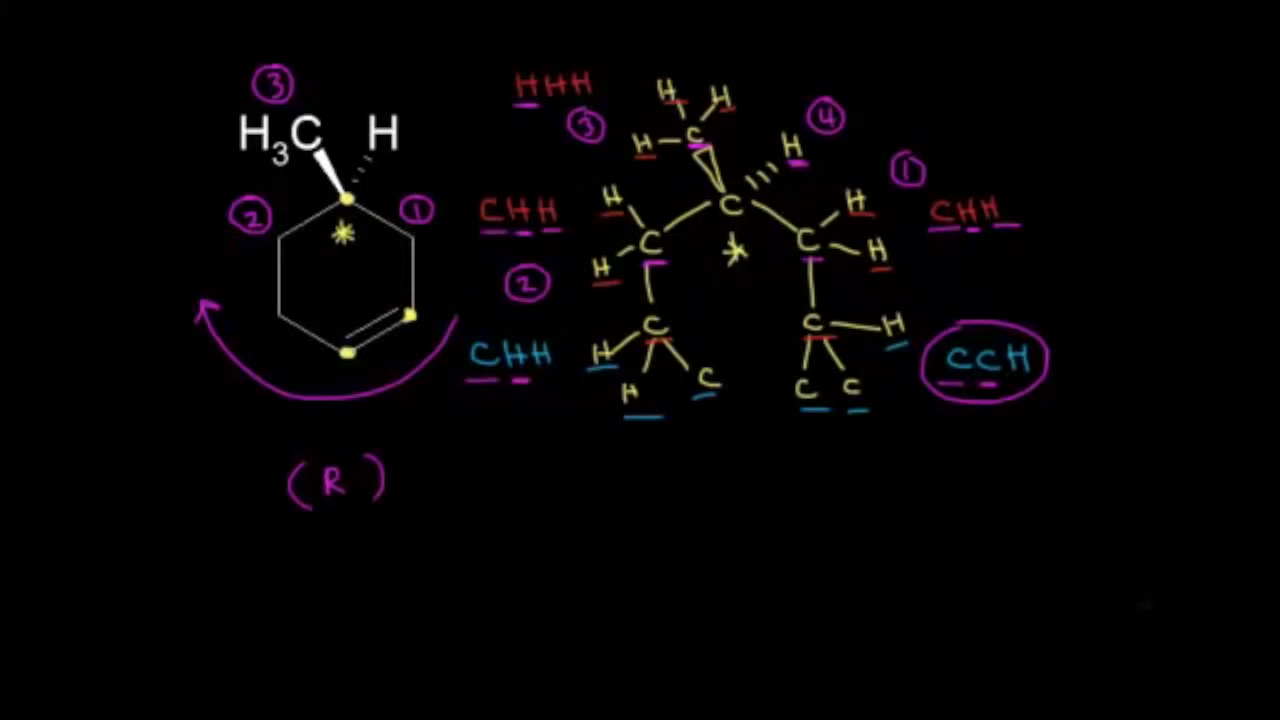 ③ HHH H H ④
H₃C H ③ H C H ①
② ① CHH H C H CHH
* H C * C H
②
CHH H C C H CCH
H C C C
(R)